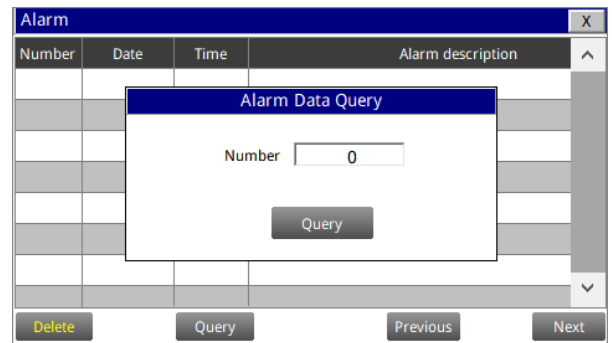 Alarm X
Number Date Time Alarm description
Alarm Data Query
Number 0
Query
Delete Query Previous Next